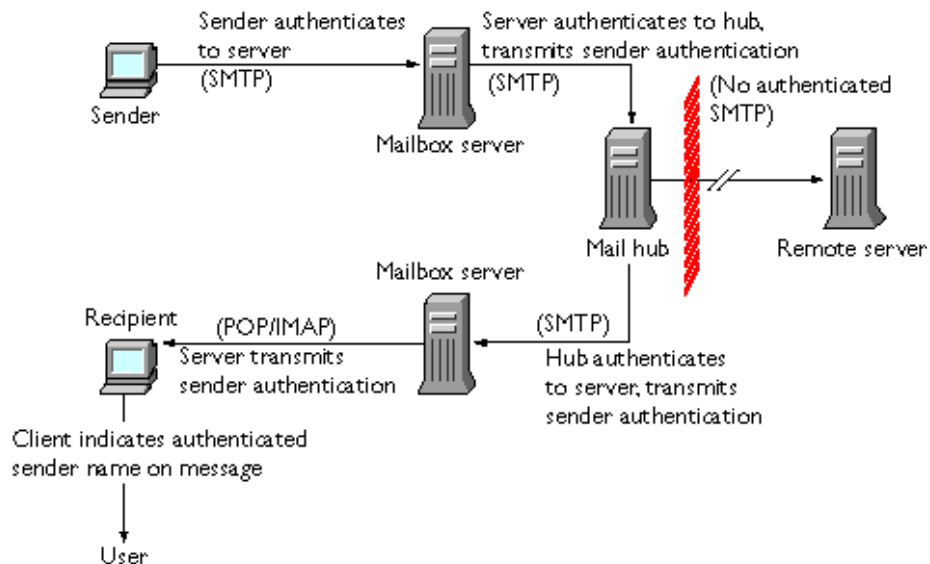 Sender authenticates
to server
(SMTP)
Sender
Mailbox server
Server authenticates to hub,
transmits sender authentication
(SMTP)
(No authenticated
SMTP)
Mail hub
Remote server
Mailbox server
(SMTP)
Hub authenticates
to server, transmits
sender authentication
Recipient
(POP/IMAP)
Server transmits
sender authentication
Client indicates authenticated
sender name on message
User